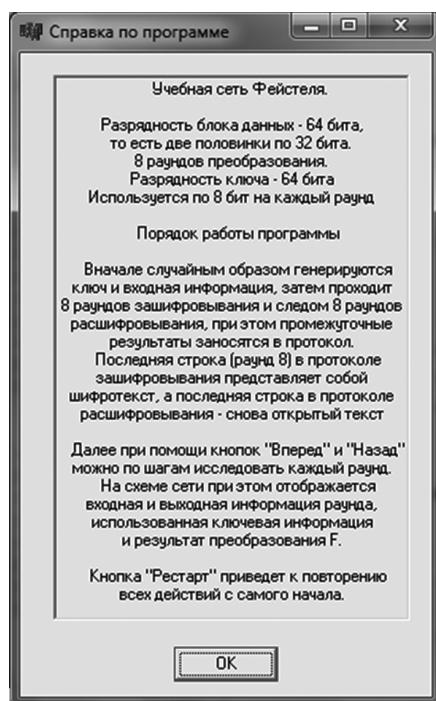 Справка по программе
Учебная сеть Фейстеля.
Разрядность блока данных - 64 бита,
то есть две половинки по 32 бита.
8 раундов преобразования.
Разрядность ключа - 64 бита
Используется по 8 бит на каждый раунд
Порядок работы программы
Вначале случайным образом генерируются
ключ и входная информация, затем проходит
8 раундов зашифровывания и следом 8 раундов
расшифровывания, при этом промежуточные
результаты заносятся в протокол.
Последняя строка (раунд 8) в протоколе
зашифровывания представляет собой
шифротекст, а последняя строка в протоколе
расшифровывания - снова открытый текст
Далее при помощи кнопок "Вперед" и "Назад"
можно по шагам исследовать каждый раунд.
На схеме сети при этом отображается
входная и выходная информация раунда,
использованная ключевая информация
и результат преобразования F.
Кнопка "Рестарт" приведет к повторению
всех действий с самого начала.
OK